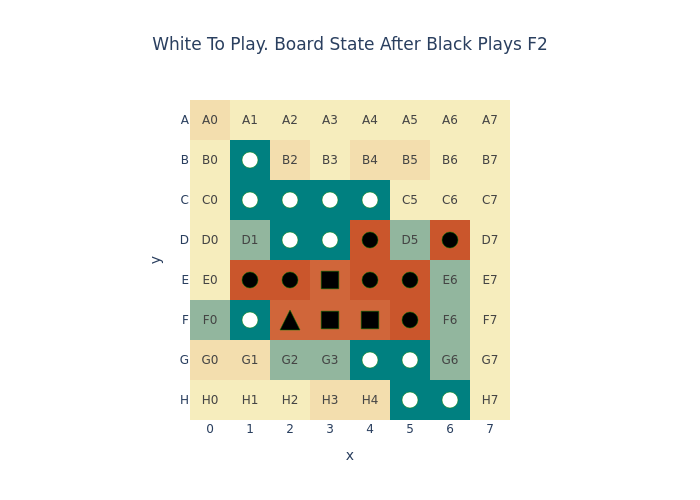 White To Play. Board State After Black Plays F2
A A0 A1 A2 A3 A4 A5 A6 A7
B B0 B2 B3 B4 B5 B6 B7
C C0 C5 C6 C7
D D0 D1 D5 D7
y
E E0 E6 E7
F F0 F6 F7
G G0 G1 G2 G3 G6 G7
H H0 H1 H2 H3 H4 H7
0 1 2 3 4 5 6 7
x